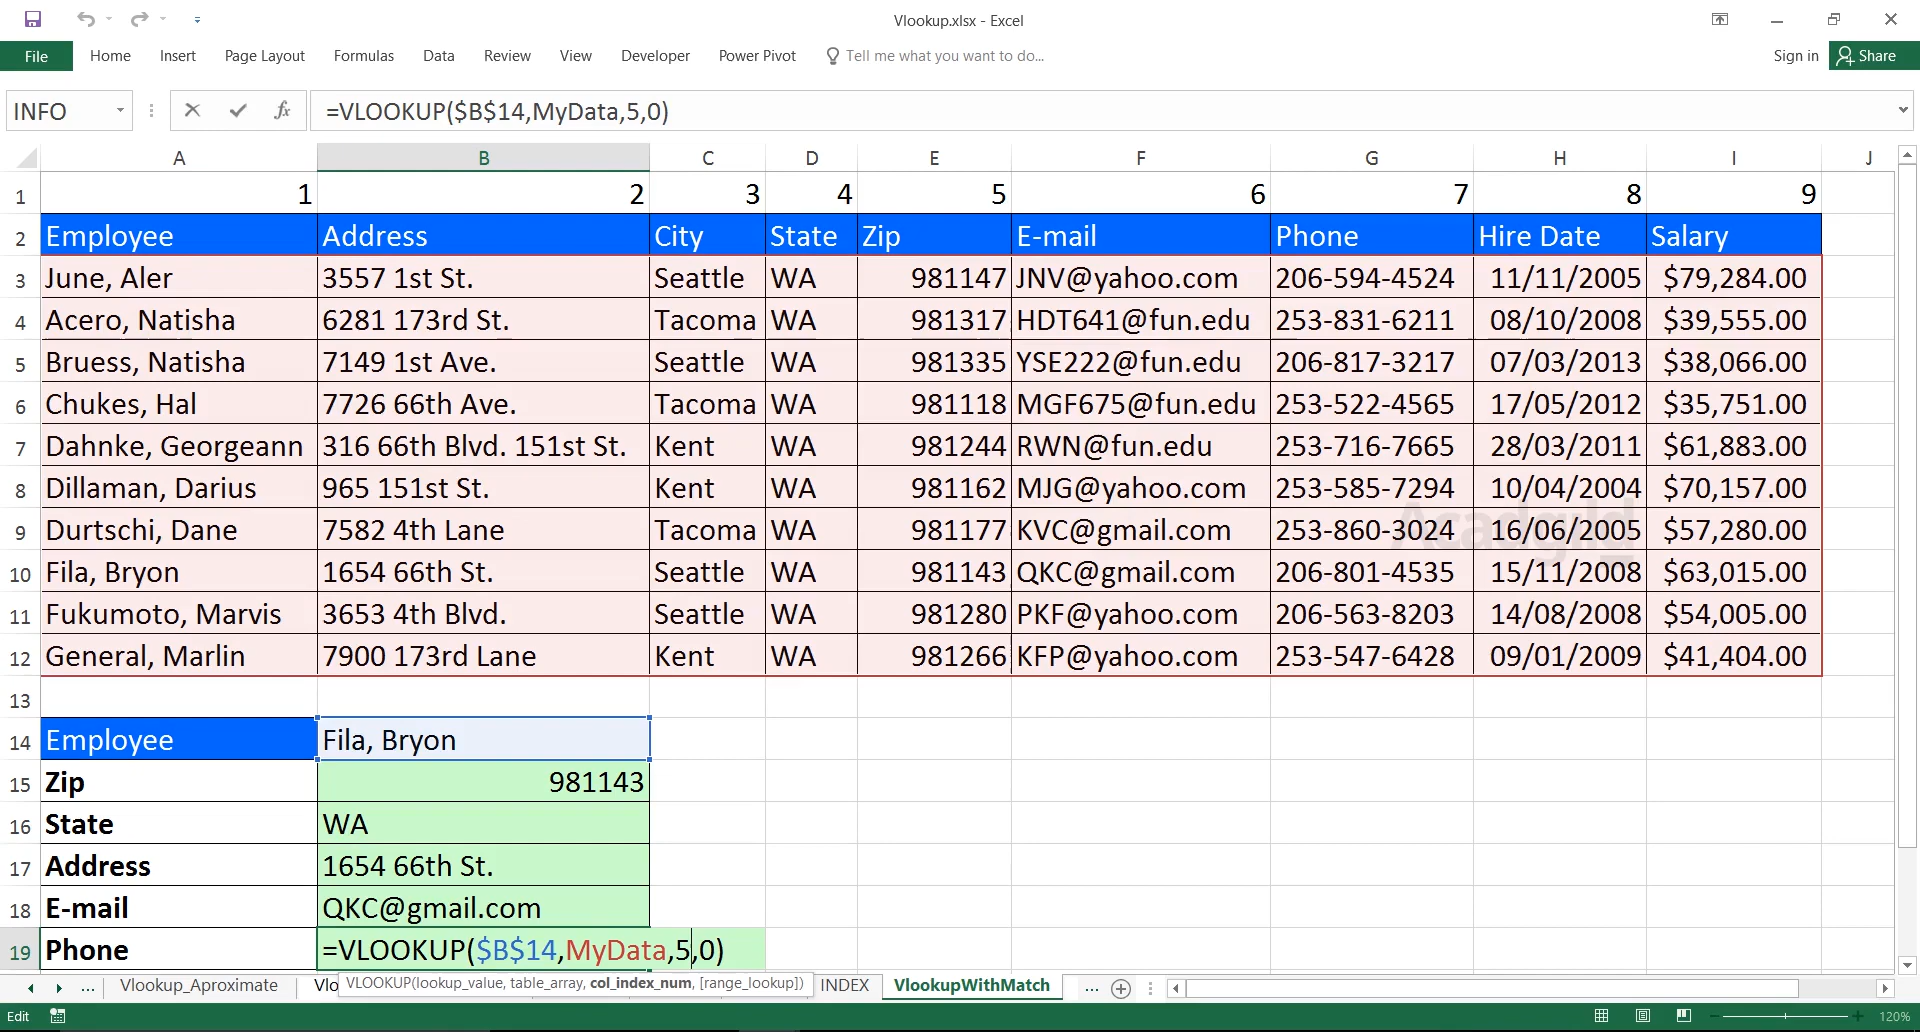 Vlookup.xlsx - Excel
File Home Insert Page Layout Formulas Data Review View Developer Power Pivot Tell me what you want to do... Sign in Share
INFO fx =VLOOKUP($B$14,MyData,5,0)
A B C D E F G H I J
1 1 2 3 4 5 6 7 8 9
2 Employee Address City State Zip E-mail Phone Hire Date Salary
3 June, Aler 3557 1st St. Seattle WA 981147 JNV@yahoo.com 206-594-4524 11/11/2005 $79,284.00
4 Acero, Natisha 6281 173rd St. Tacoma WA 981317 HDT641@fun.edu 253-831-6211 08/10/2008 $39,555.00
5 Bruess, Natisha 7149 1st Ave. Seattle WA 981335 YSE222@fun.edu 206-817-3217 07/03/2013 $38,066.00
6 Chukes, Hal 7726 66th Ave. Tacoma WA 981118 MGF675@fun.edu 253-522-4565 17/05/2012 $35,751.00
7 Dahnke, Georgeann 316 66th Blvd. 151st St. Kent WA 981244 RWN@fun.edu 253-716-7665 28/03/2011 $61,883.00
8 Dillaman, Darius 965 151st St. Kent WA 981162 MJG@yahoo.com 253-585-7294 10/04/2004 $70,157.00
9 Durtschi, Dane 7582 4th Lane Tacoma WA 981177 KVC@gmail.com 253-860-3024 16/06/2005 $57,280.00
Acadgild
10 Fila, Bryon 1654 66th St. Seattle WA 981143 QKC@gmail.com 206-801-4535 15/11/2008 $63,015.00
11 Fukumoto, Marvis 3653 4th Blvd. Seattle WA 981280 PKF@yahoo.com 206-563-8203 14/08/2008 $54,005.00
12 General, Marlin 7900 173rd Lane Kent WA 981266 KFP@yahoo.com 253-547-6428 09/01/2009 $41,404.00
13
14 Employee Fila, Bryon
15 Zip 981143
16 State WA
17 Address 1654 66th St.
18 E-mail QKC@gmail.com
19 Phone =VLOOKUP($B$14,MyData,5,0)
... Vlookup_Aproximate Vlo VLOOKUP(lookup_value, table_array, col_index_num, [range_lookup]) INDEX VlookupWithMatch ...
Edit 120%